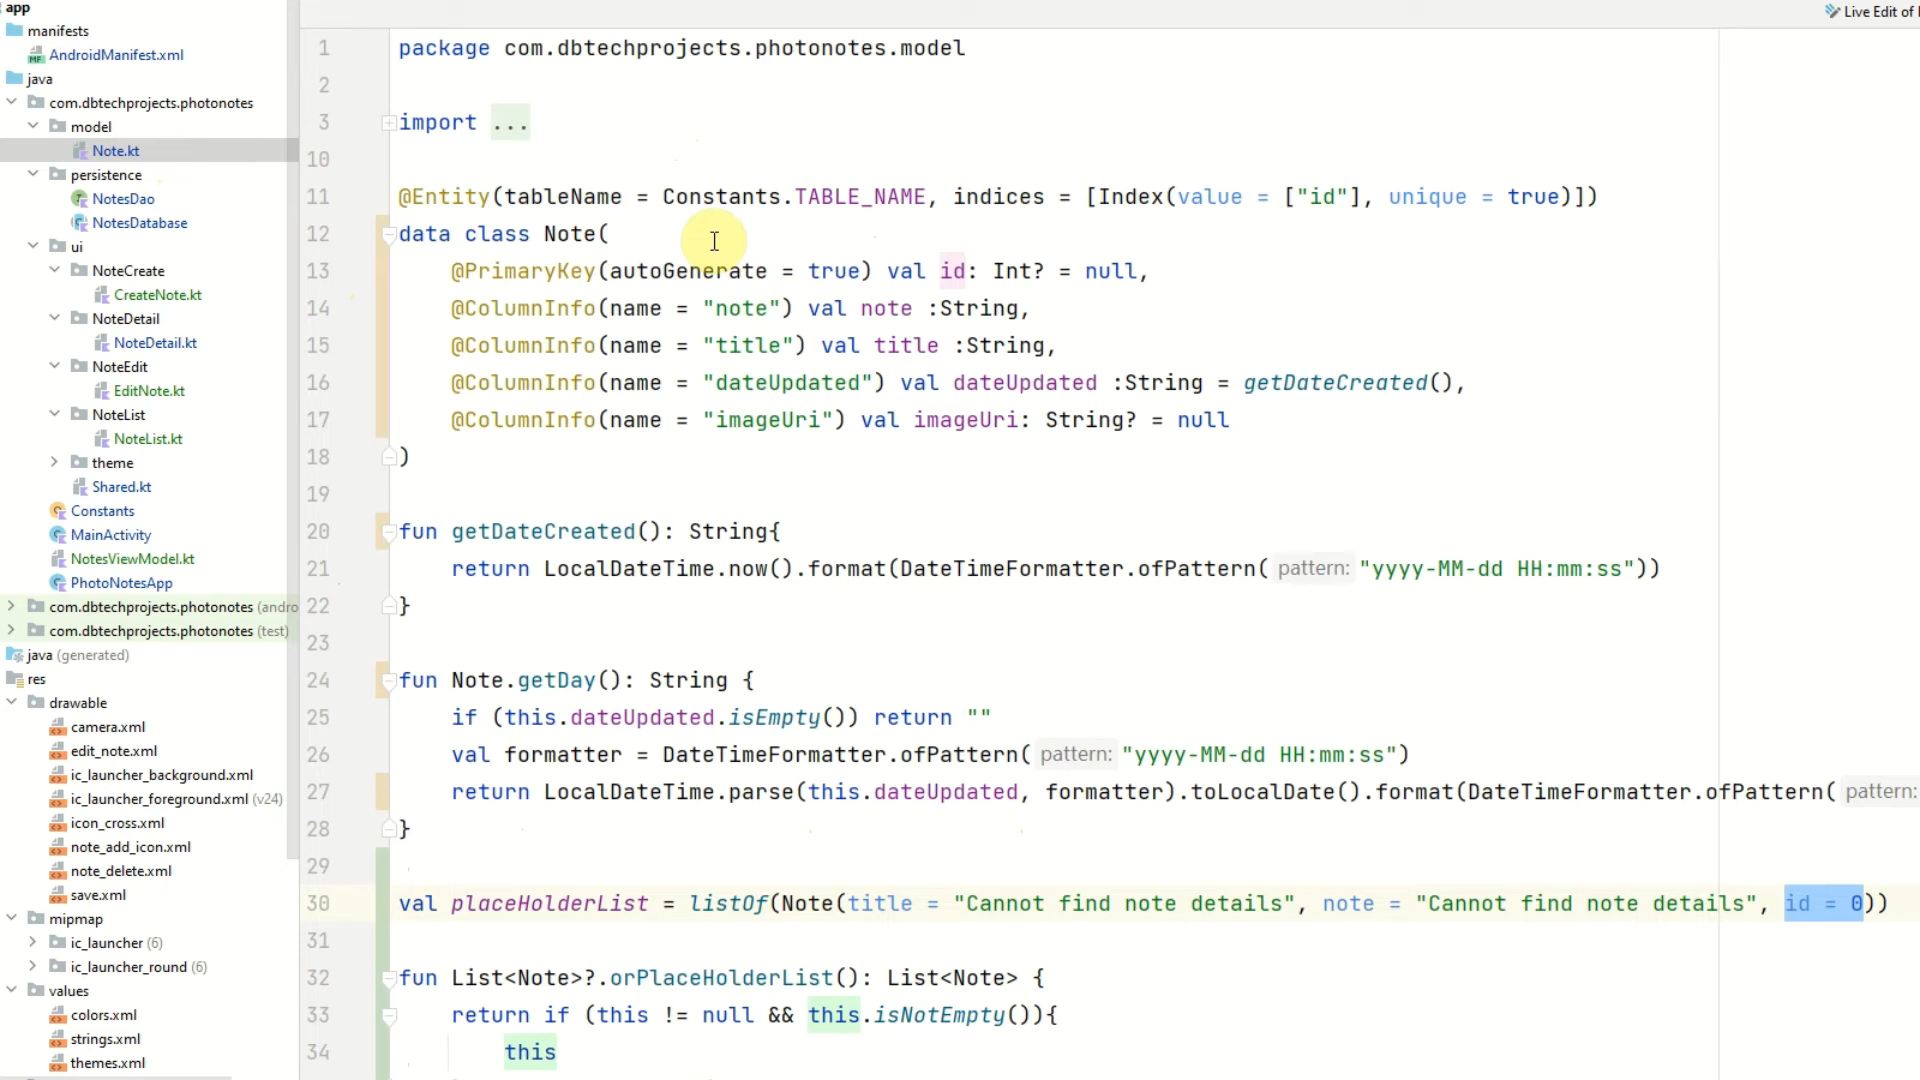 app
manifests
AndroidManifest.xml
java
com.dbtechprojects.photonotes
model
Note.kt
persistence
NotesDao
NotesDatabase
ui
NoteCreate
CreateNote.kt
NoteDetail
NoteDetail.kt
NoteEdit
EditNote.kt
NoteList
NoteList.kt
theme
Shared.kt
Constants
MainActivity
NotesViewModel.kt
PhotoNotesApp
com.dbtechprojects.photonotes (andro
com.dbtechprojects.photonotes (test)
java (generated)
res
drawable
camera.xml
edit_note.xml
ic_launcher_background.xml
ic_launcher_foreground.xml (v24)
icon_cross.xml
note_add_icon.xml
note_delete.xml
save.xml
mipmap
ic_launcher (6)
ic_launcher_round (6)
values
colors.xml
strings.xml
themes.xml
Live Edit of
1 package com.dbtechprojects.photonotes.model
2
3 import ...
10
11 @Entity(tableName = Constants.TABLE_NAME, indices = [Index(value = ["id"], unique = true)])
12 data class Note(
13 @PrimaryKey(autoGenerate = true) val id: Int? = null,
14 @ColumnInfo(name = "note") val note :String,
15 @ColumnInfo(name = "title") val title :String,
16 @ColumnInfo(name = "dateUpdated") val dateUpdated :String = getDateCreated(),
17 @ColumnInfo(name = "imageUri") val imageUri: String? = null
18 )
19
20 fun getDateCreated(): String{
21 return LocalDateTime.now().format(DateTimeFormatter.ofPattern( pattern: "yyyy-MM-dd HH:mm:ss"))
22 }
23
24 fun Note.getDay(): String {
25 if (this.dateUpdated.isEmpty()) return ""
26 val formatter = DateTimeFormatter.ofPattern( pattern: "yyyy-MM-dd HH:mm:ss")
27 return LocalDateTime.parse(this.dateUpdated, formatter).toLocalDate().format(DateTimeFormatter.ofPattern( pattern:
28 }
29
30 val placeHolderList = listOf(Note(title = "Cannot find note details", note = "Cannot find note details", id = 0))
31
32 fun List<Note>?.orPlaceHolderList(): List<Note> {
33 return if (this != null && this.isNotEmpty()){
34 this